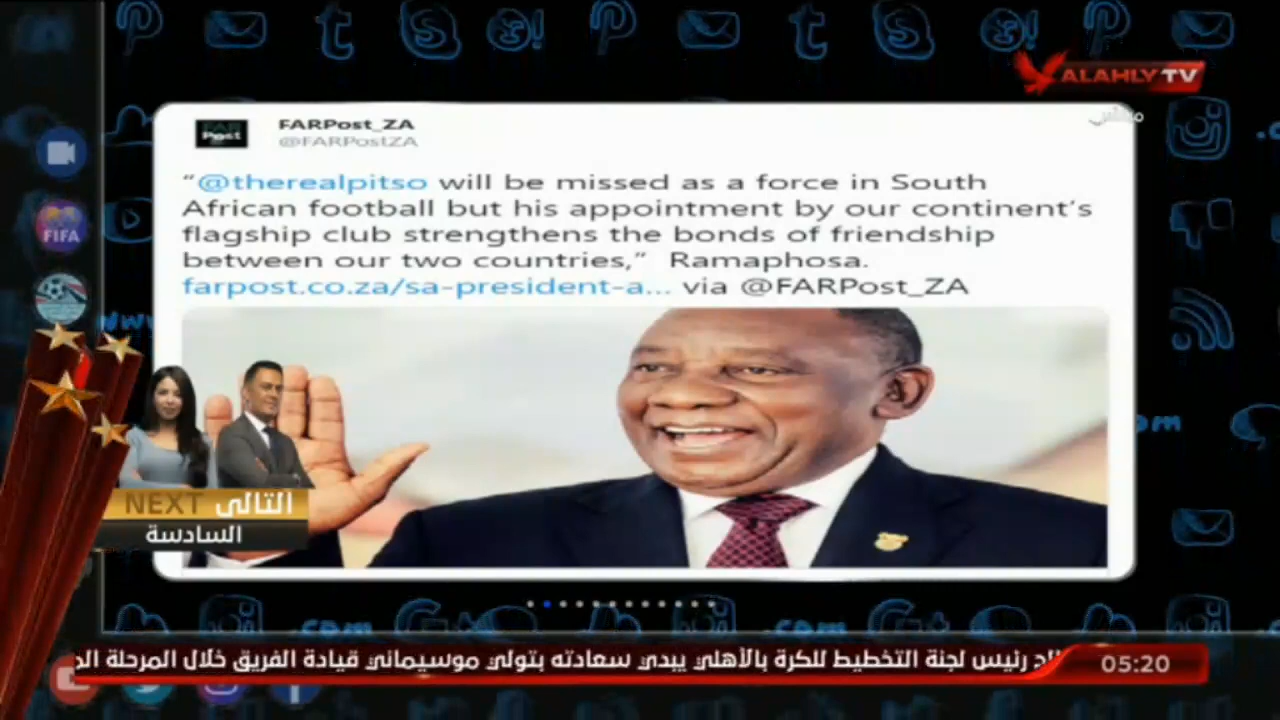 ALAHLY TV
FARPost_ZA
@FARPostZA
FAR
Post
“@therealpitso will be missed as a force in South
African football but his appointment by our continent’s
flagship club strengthens the bonds of friendship
between our two countries,” Ramaphosa.
farpost.co.za/sa-president-a... via @FARPost_ZA
FIFA
NEXT التالى
السادسة
رئيس لجنة التخطيط للكرة بالأهلي يبدي سعادته بتولي موسيماني قيادة الفريق خلال المرحلة
05:20